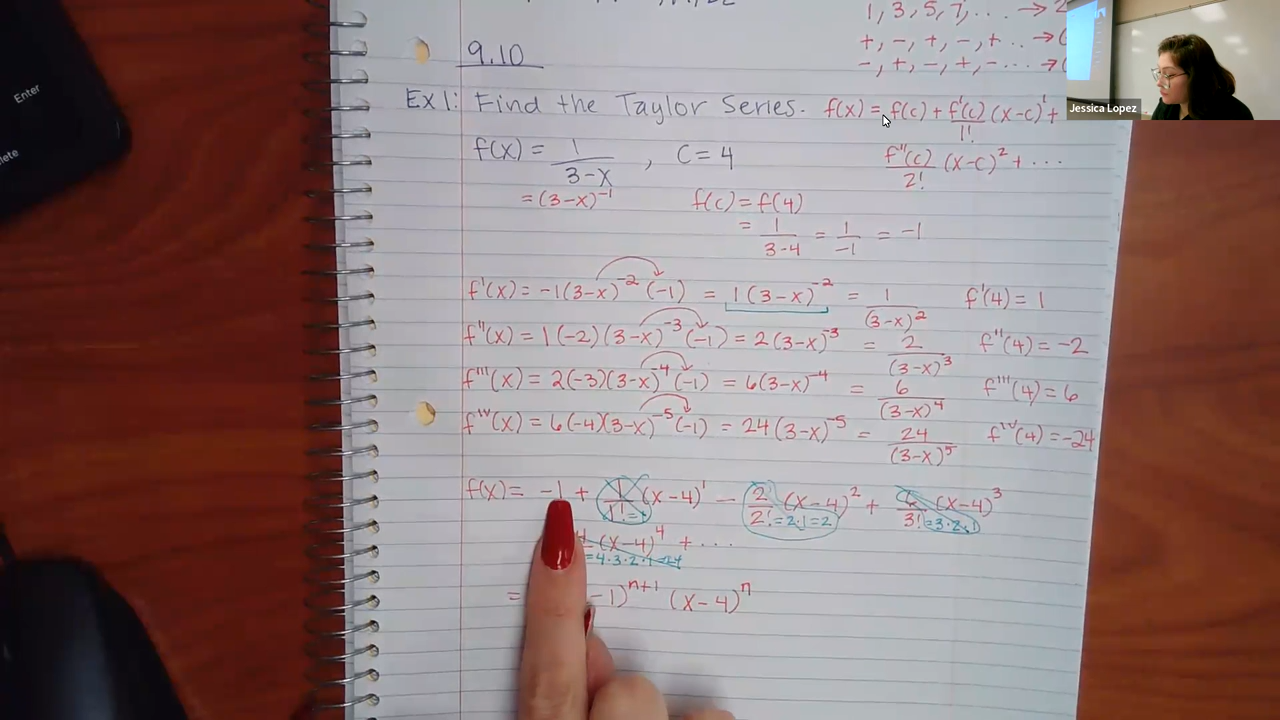 1, 3, 5, 7, ... → 2
+, -, +, -, + ... →
-, +, -, +, - ... →
Enter
9.10
Jessica Lopez
Ex 1: Find the Taylor Series. f(x) = f(c) + f'(c)/1! (x-c)¹ +
f''(c)/2! (x-c)² + ...
f(x) = 1/(3-x) , c = 4
= (3-x)⁻¹ f(c) = f(4)
= 1/(3-4) = 1/-1 = -1
f'(x) = -1(3-x)⁻²(-1) = 1(3-x)⁻² = 1/(3-x)² f'(4) = 1
f''(x) = 1(-2)(3-x)⁻³(-1) = 2(3-x)⁻³ = 2/(3-x)³ f''(4) = -2
f'''(x) = 2(-3)(3-x)⁻⁴(-1) = 6(3-x)⁻⁴ = 6/(3-x)⁴ f'''(4) = 6
f''''(x) = 6(-4)(3-x)⁻⁵(-1) = 24(3-x)⁻⁵ = 24/(3-x)⁵ f''''(4) = -24
f(x) = -1 + 1/1! (x-4)¹ - 2/2! = 2·1 = 2 (x-4)² + 6/3! = 3·2·1 (x-4)³
(x-4)⁴ + ...
= 4·3·2·1 = 24
= -1)ⁿ⁺¹ (x-4)ⁿ